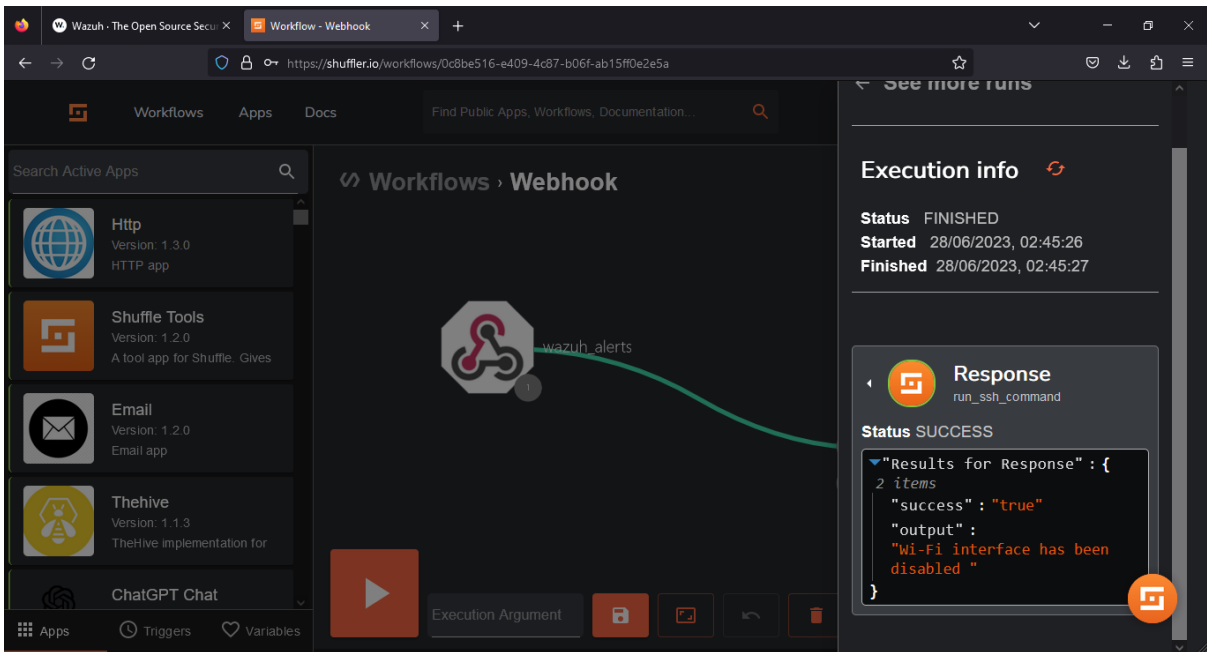 Wazuh · The Open Source Secu
Workflow - Webhook
https://shuffler.io/workflows/0c8be516-e409-4c87-b06f-ab15ff0e2e5a
Workflows
Apps
Docs
Find Public Apps, Workflows, Documentation...
Search Active Apps
Http
Version: 1.3.0
HTTP app
Shuffle Tools
Version: 1.2.0
A tool app for Shuffle. Gives
Email
Version: 1.2.0
Email app
Thehive
Version: 1.1.3
TheHive implementation for
ChatGPT Chat
Apps
Triggers
Variables
Workflows › Webhook
wazuh_alerts
1
Execution Argument
← See more runs
Execution info
Status FINISHED
Started 28/06/2023, 02:45:26
Finished 28/06/2023, 02:45:27
Response
run_ssh_command
Status SUCCESS
"Results for Response" : {
2 items
"success" : "true"
"output" :
"Wi-Fi interface has been
disabled "
}